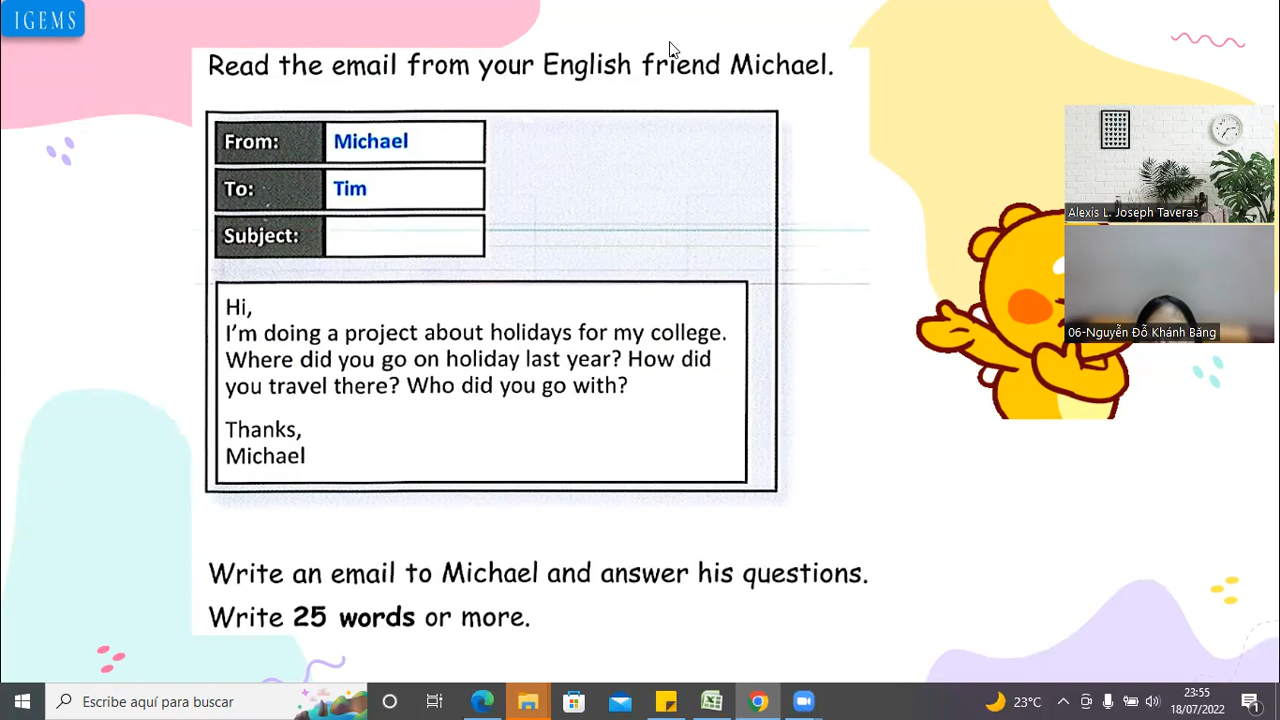 IGEMS
Read the email from your English friend Michael.
From: Michael
To: Tim
Subject:
Hi,
I'm doing a project about holidays for my college.
Where did you go on holiday last year? How did
you travel there? Who did you go with?
Thanks,
Michael
Write an email to Michael and answer his questions.
Write 25 words or more.
Alexis L. Joseph Taveras
06-Nguyễn Đỗ Khánh Băng
Escribe aquí para buscar
23°C
23:55
18/07/2022
1